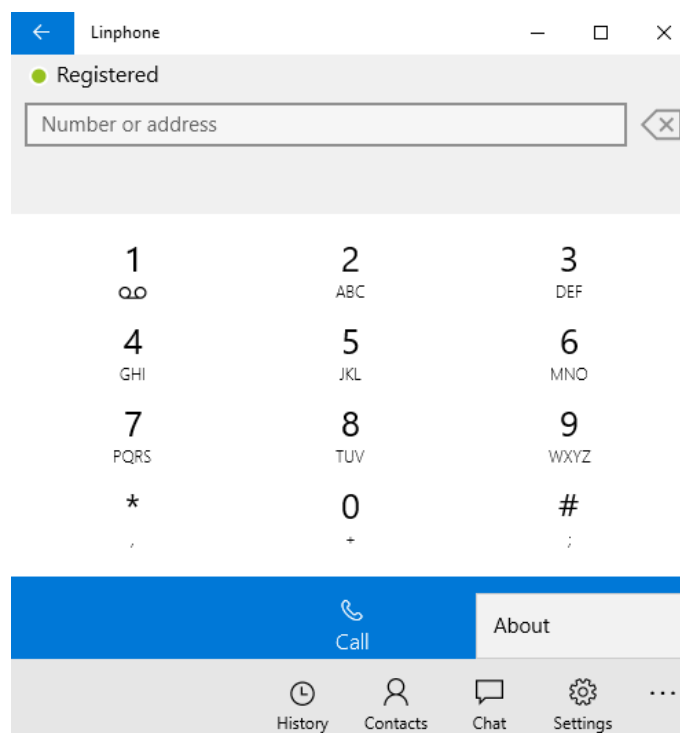 Linphone
Registered
Number or address
1 2 3
ABC DEF
4 5 6
GHI JKL MNO
7 8 9
PQRS TUV WXYZ
* 0 #
, + ;
Call
About
History Contacts Chat Settings ...